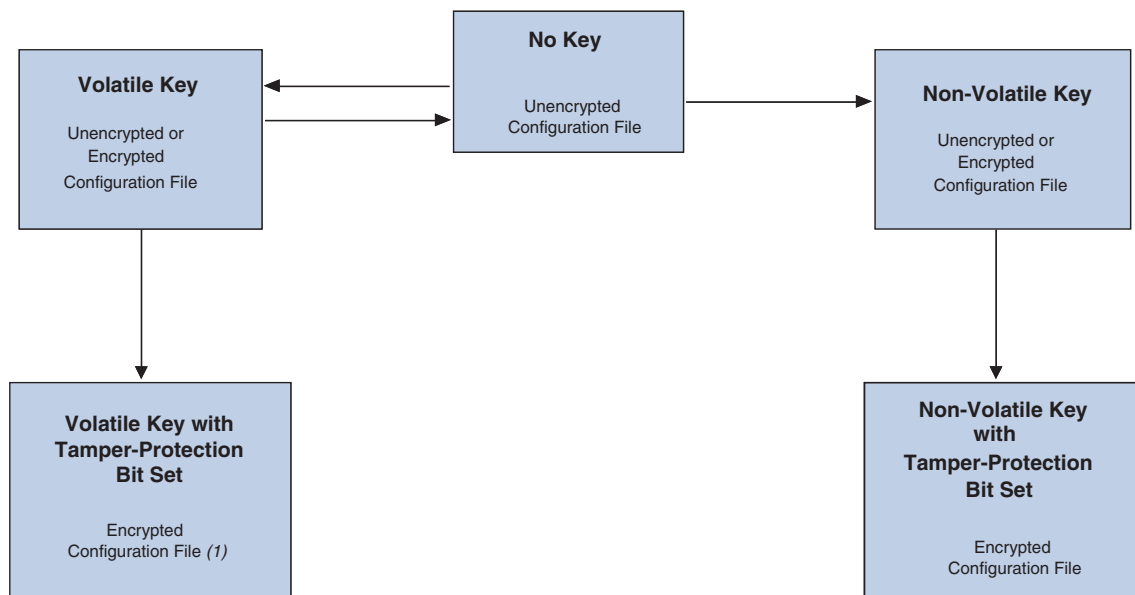 No Key
Unencrypted
Configuration File
Volatile Key
Unencrypted or
Encrypted
Configuration File
Non-Volatile Key
Unencrypted or
Encrypted
Configuration File
Volatile Key with
Tamper-Protection
Bit Set
Encrypted
Configuration File (1)
Non-Volatile Key
with
Tamper-Protection
Bit Set
Encrypted
Configuration File